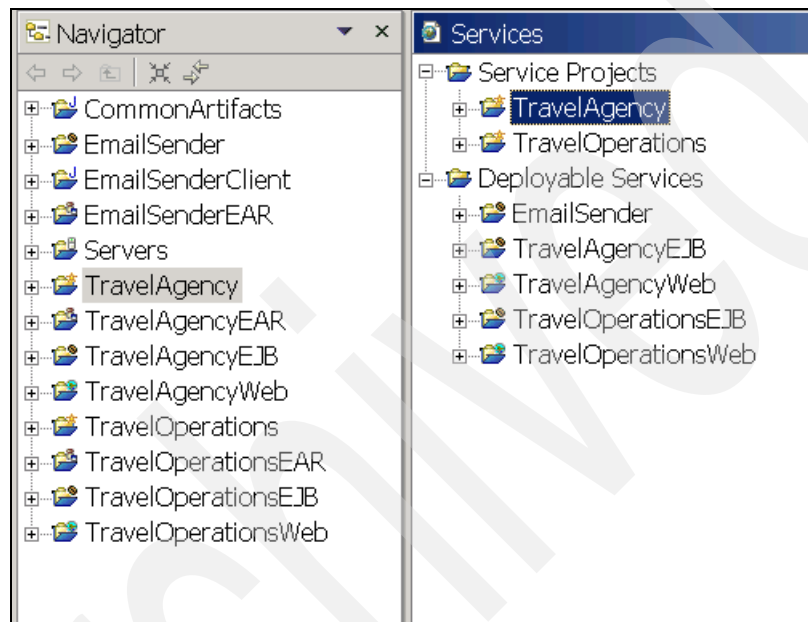 Navigator
CommonArtifacts
EmailSender
EmailSenderClient
EmailSenderEAR
Servers
TravelAgency
TravelAgencyEAR
TravelAgencyEJB
TravelAgencyWeb
TravelOperations
TravelOperationsEAR
TravelOperationsEJB
TravelOperationsWeb
Services
Service Projects
TravelAgency
TravelOperations
Deployable Services
EmailSender
TravelAgencyEJB
TravelAgencyWeb
TravelOperationsEJB
TravelOperationsWeb